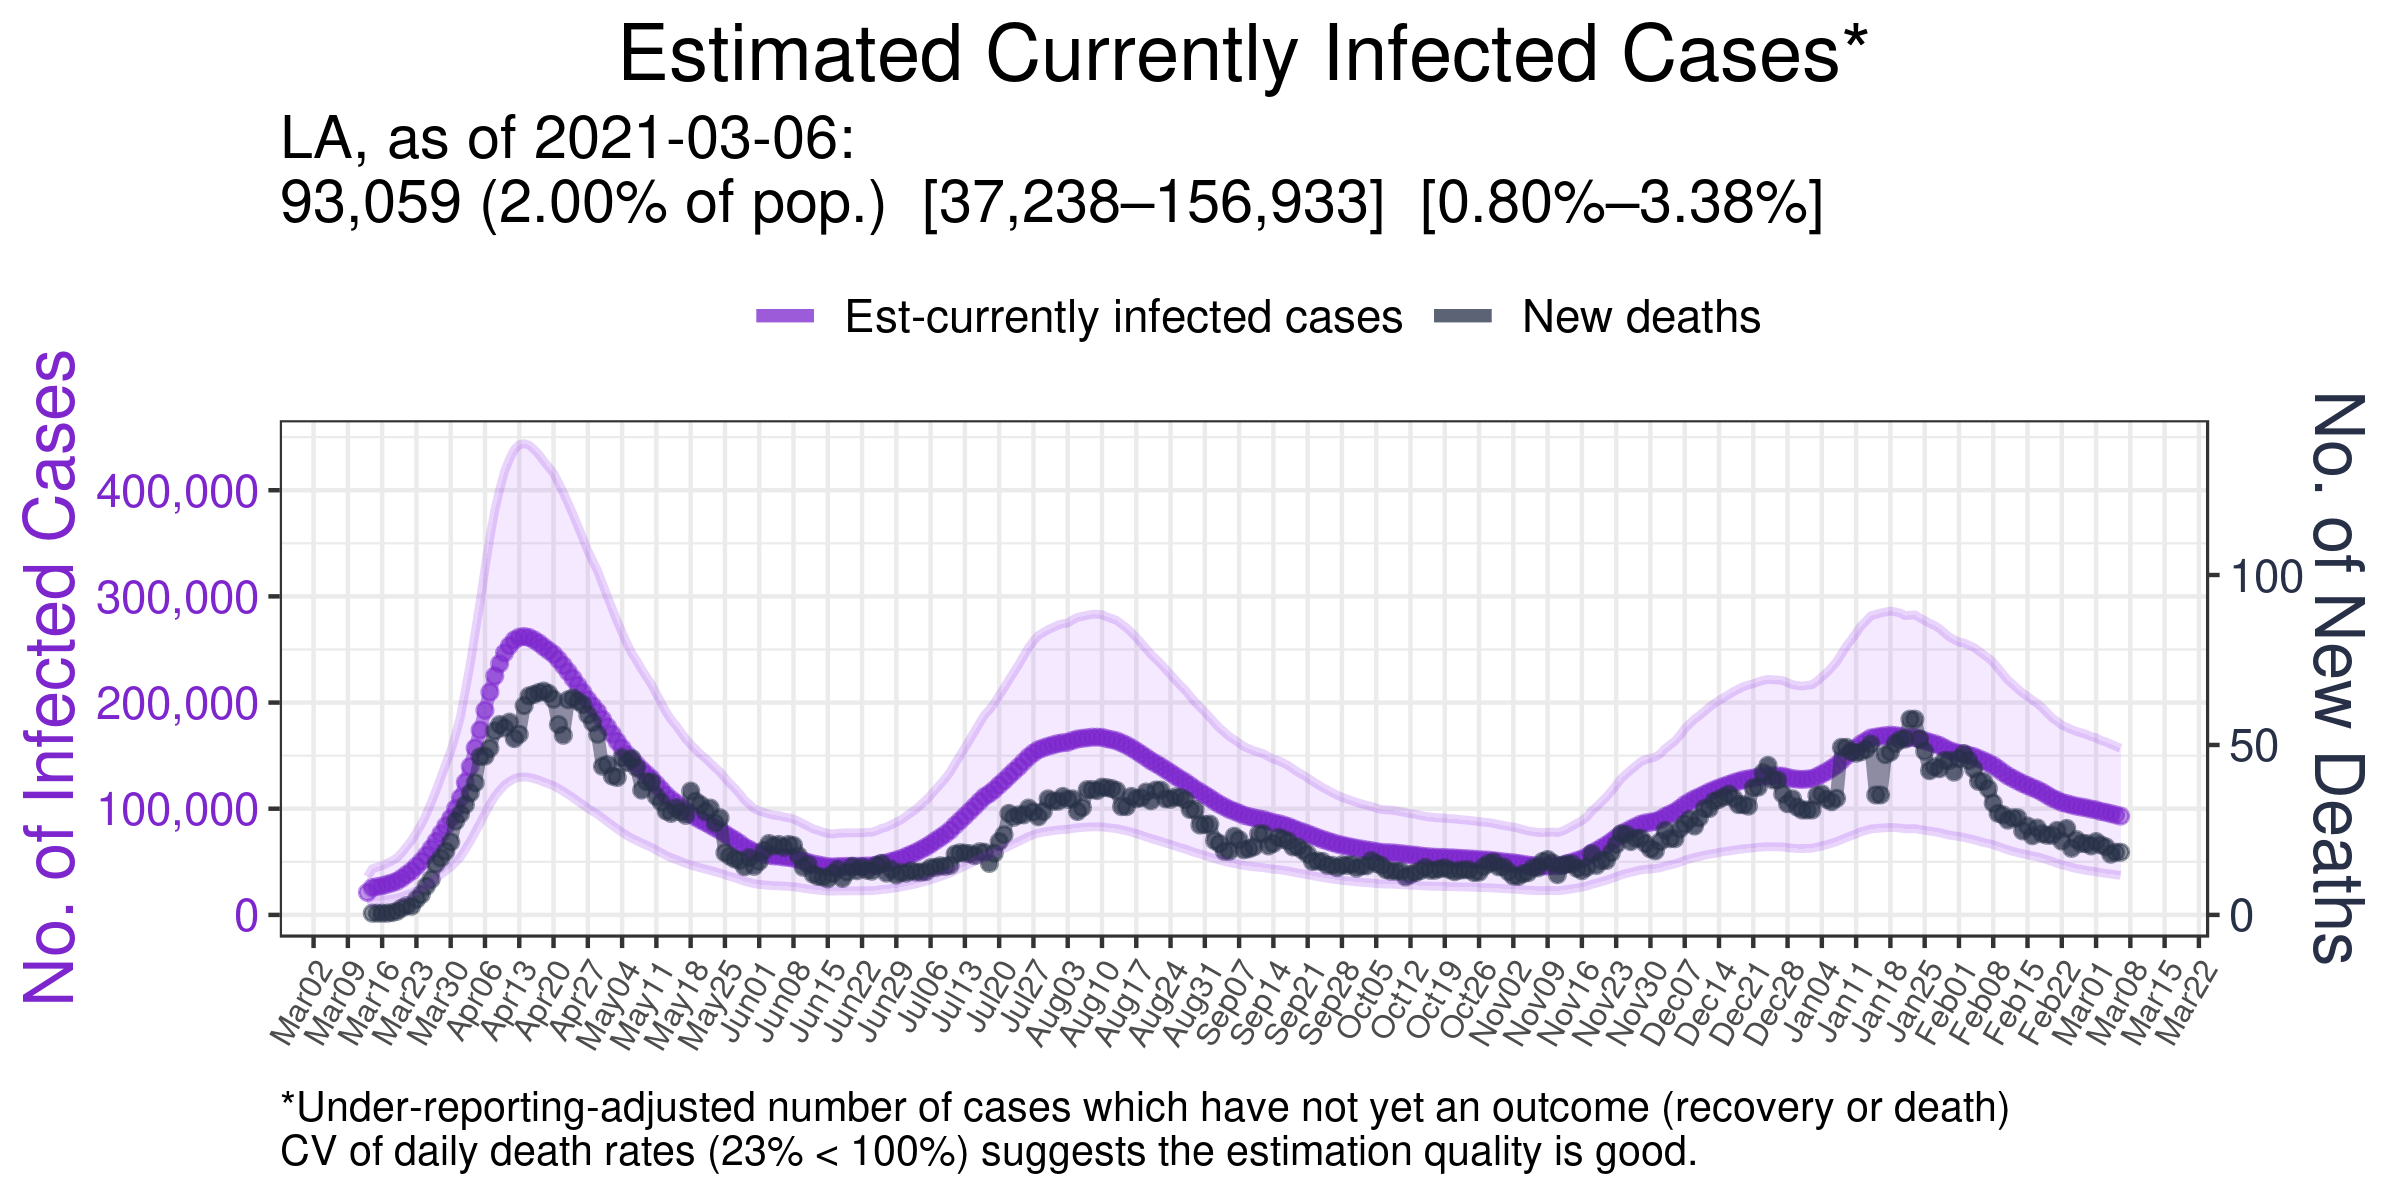 Estimated Currently Infected Cases*
LA, as of 2021-03-06:
93,059 (2.00% of pop.) [37,238–156,933] [0.80%–3.38%]
Est-currently infected cases
New deaths
No. of Infected Cases
400,000
300,000
200,000
100,000
0
100
50
0
No. of New Deaths
Mar02
Mar09
Mar16
Mar23
Mar30
Apr06
Apr13
Apr20
Apr27
May04
May11
May18
May25
Jun01
Jun08
Jun15
Jun22
Jun29
Jul06
Jul13
Jul20
Jul27
Aug03
Aug10
Aug17
Aug24
Aug31
Sep07
Sep14
Sep21
Sep28
Oct05
Oct12
Oct19
Oct26
Nov02
Nov09
Nov16
Nov23
Nov30
Dec07
Dec14
Dec21
Dec28
Jan04
Jan11
Jan18
Jan25
Feb01
Feb08
Feb15
Feb22
Mar01
Mar08
Mar15
Mar22
*Under-reporting-adjusted number of cases which have not yet an outcome (recovery or death)
CV of daily death rates (23% < 100%) suggests the estimation quality is good.